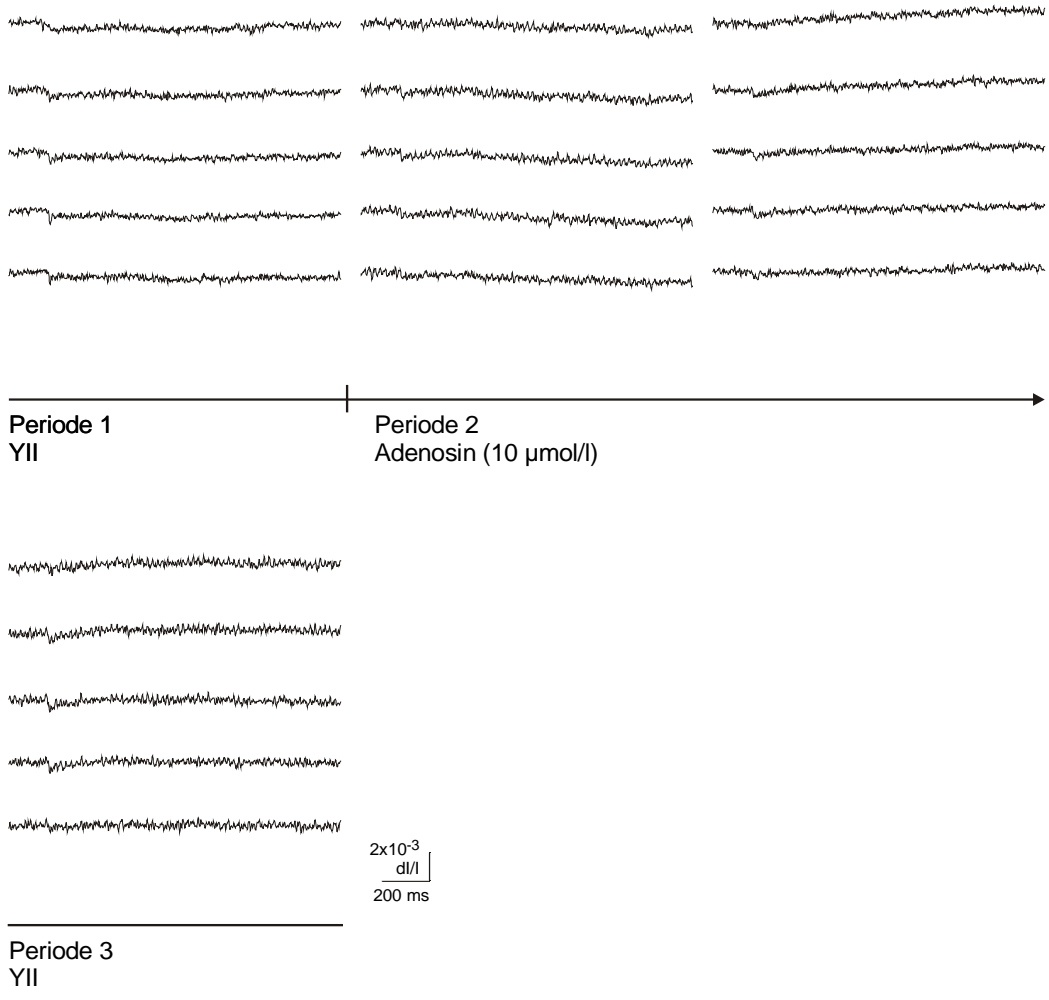 Periode 1
YII
Periode 2
Adenosin (10 µmol/l)
2x10-3
dI/I
200 ms
Periode 3
YII